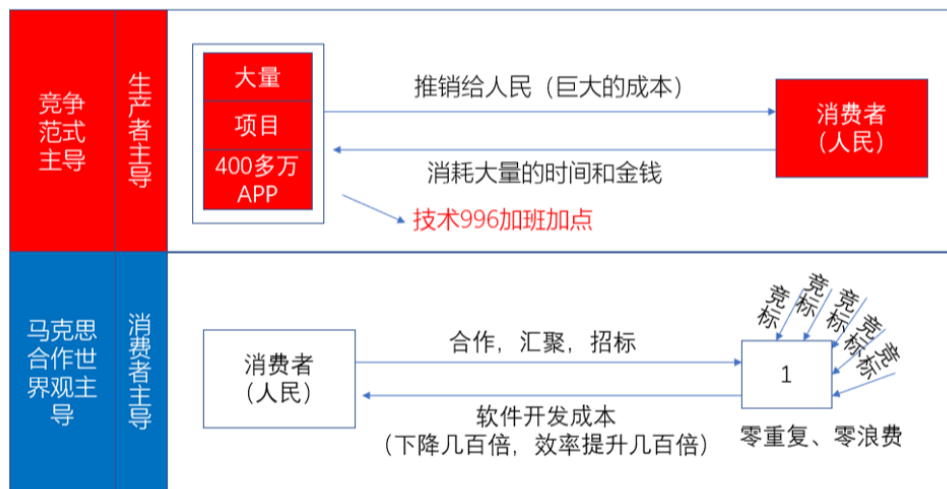 竞争
范式
主导
生产者主导
大量
项目
400多万
APP
推销给人民（巨大的成本）
消耗大量的时间和金钱
技术996加班加点
消费者
（人民）
马克思
合作世
界观主
导
消费者主导
消费者
（人民）
合作，汇聚，招标
软件开发成本
（下降几百倍，效率提升几百倍）
竞标
竞标
竞标
竞标
竞标
1
零重复、零浪费